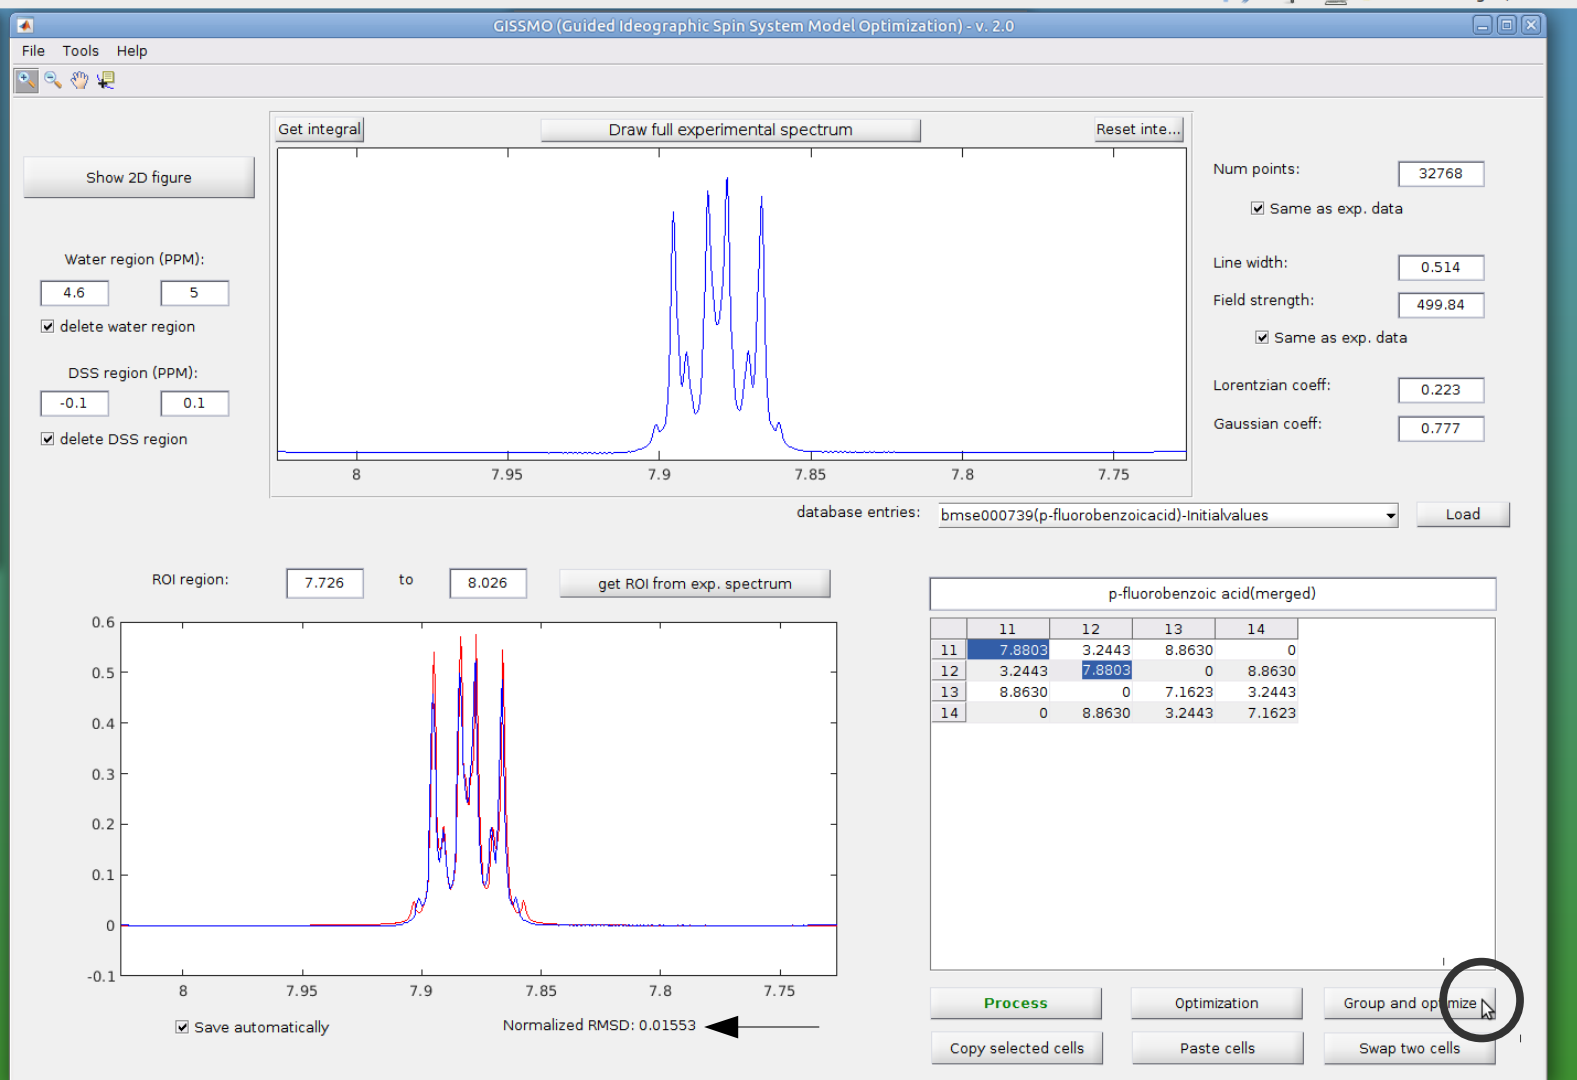 GISSMO (Guided Ideographic Spin System Model Optimization) - v. 2.0
File Tools Help
Get integral Draw full experimental spectrum Reset inte...
Show 2D figure
Num points: 32768
Same as exp. data
Water region (PPM):
4.6 5
delete water region
Line width: 0.514
Field strength: 499.84
Same as exp. data
DSS region (PPM):
-0.1 0.1
delete DSS region
Lorentzian coeff: 0.223
Gaussian coeff: 0.777
8 7.95 7.9 7.85 7.8 7.75
database entries: bmse000739(p-fluorobenzoicacid)-Initialvalues Load
ROI region: 7.726 to 8.026 get ROI from exp. spectrum
p-fluorobenzoic acid(merged)
11 12 13 14
11 7.8803 3.2443 8.8630 0
12 3.2443 7.8803 0 8.8630
13 8.8630 0 7.1623 3.2443
14 0 8.8630 3.2443 7.1623
0.6
0.5
0.4
0.3
0.2
0.1
0
-0.1
8 7.95 7.9 7.85 7.8 7.75
Save automatically Normalized RMSD: 0.01553
Process Optimization Group and optimize
Copy selected cells Paste cells Swap two cells